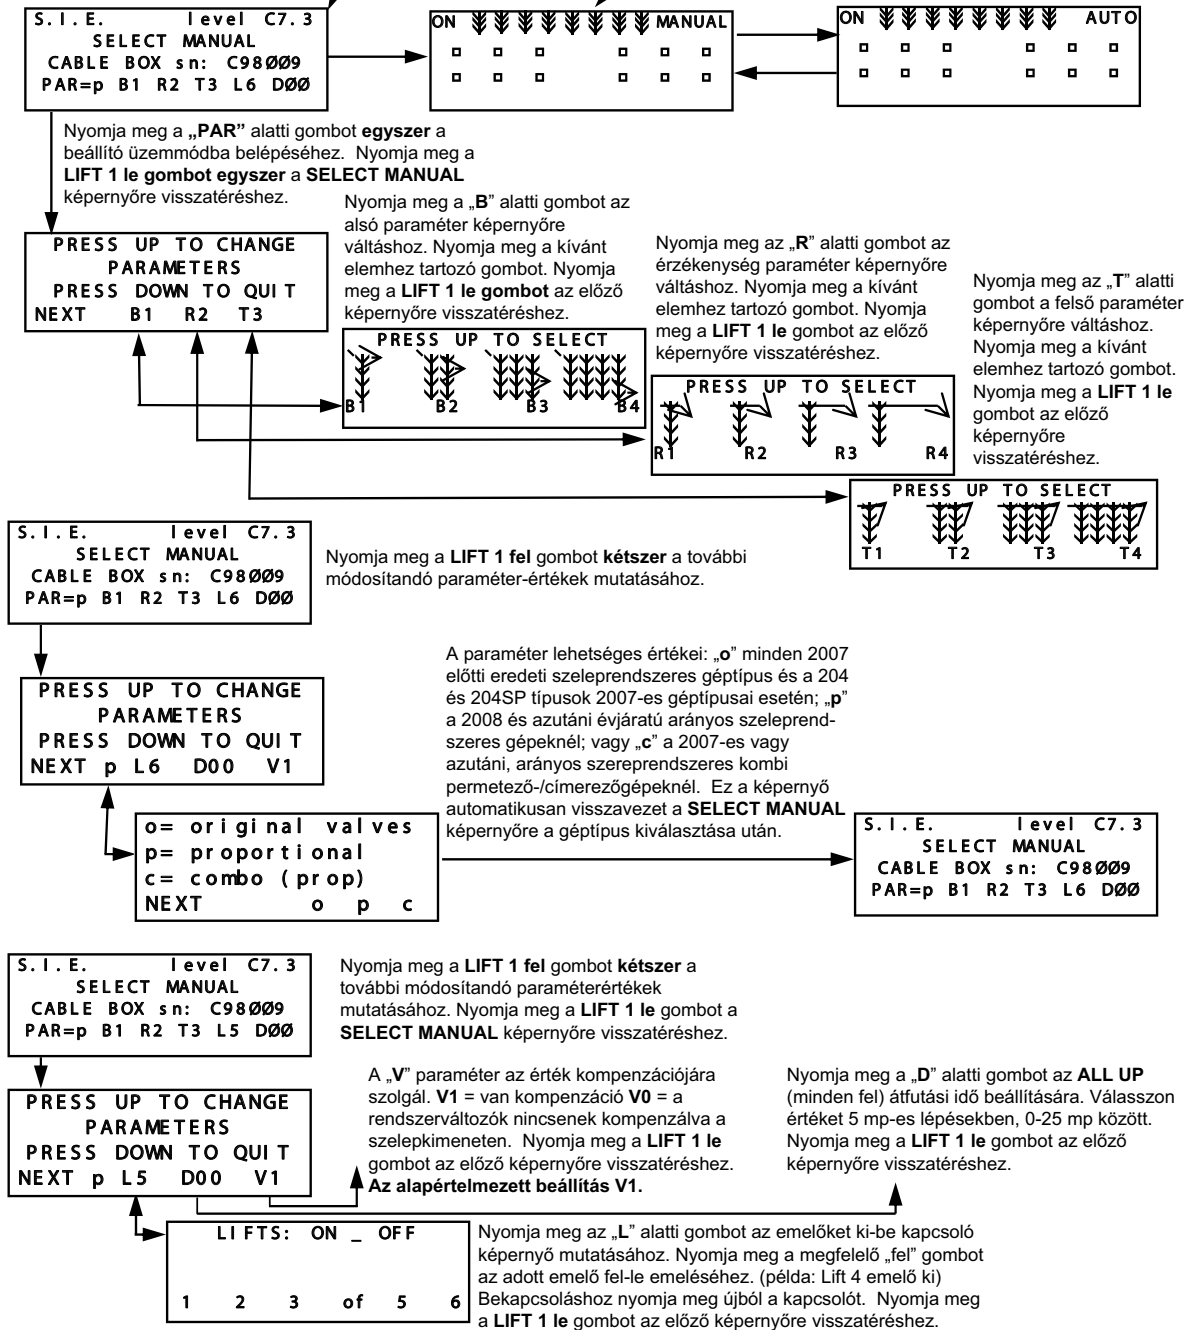 S.I.E. level C7.3
SELECT MANUAL
CABLE BOX sn: C98ØØ9
PAR=p B1 R2 T3 L6 DØØ
ON MANUAL
ON AUTO
Nyomja meg a „PAR” alatti gombot egyszer a
beállító üzemmódba belépéséhez. Nyomja meg a
LIFT 1 le gombot egyszer a SELECT MANUAL
képernyőre visszatéréshez.
PRESS UP TO CHANGE
PARAMETERS
PRESS DOWN TO QUIT
NEXT B1 R2 T3
Nyomja meg a „B” alatti gombot az
alsó paraméter képernyőre
váltáshoz. Nyomja meg a kívánt
elemhez tartozó gombot. Nyomja
meg a LIFT 1 le gombot az előző
képernyőre visszatéréshez.
PRESS UP TO SELECT
B1 B2 B3 B4
Nyomja meg az „R” alatti gombot az
érzékenység paraméter képernyőre
váltáshoz. Nyomja meg a kívánt
elemhez tartozó gombot. Nyomja
meg a LIFT 1 le gombot az előző
képernyőre visszatéréshez.
PRESS UP TO SELECT
R1 R2 R3 R4
Nyomja meg az „T” alatti
gombot a felső paraméter
képernyőre váltáshoz.
Nyomja meg a kívánt
elemhez tartozó gombot.
Nyomja meg a LIFT 1 le
gombot az előző
képernyőre
visszatéréshez.
PRESS UP TO SELECT
T1 T2 T3 T4
S.I.E. level C7.3
SELECT MANUAL
CABLE BOX sn: C98ØØ9
PAR=p B1 R2 T3 L6 DØØ
Nyomja meg a LIFT 1 fel gombot kétszer a további
módosítandó paraméter-értékek mutatásához.
PRESS UP TO CHANGE
PARAMETERS
PRESS DOWN TO QUIT
NEXT p L6 D00 V1
A paraméter lehetséges értékei: „o” minden 2007
előtti eredeti szeleprendszeres géptípus és a 204
és 204SP típusok 2007-es géptípusai esetén; „p”
a 2008 és azutáni évjáratú arányos szeleprend-
szeres gépeknél; vagy „c” a 2007-es vagy
azutáni, arányos szereprendszeres kombi
permetező-/címerezőgépeknél. Ez a képernyő
automatikusan visszavezet a SELECT MANUAL
képernyőre a géptípus kiválasztása után.
o= original valves
p= proportional
c= combo (prop)
NEXT o p c
S.I.E. level C7.3
SELECT MANUAL
CABLE BOX sn: C98ØØ9
PAR=p B1 R2 T3 L6 DØØ
S.I.E. level C7.3
SELECT MANUAL
CABLE BOX sn: C98ØØ9
PAR=p B1 R2 T3 L5 DØØ
Nyomja meg a LIFT 1 fel gombot kétszer a
további módosítandó paraméterértékek
mutatásához. Nyomja meg a LIFT 1 le gombot a
SELECT MANUAL képernyőre visszatéréshez.
PRESS UP TO CHANGE
PARAMETERS
PRESS DOWN TO QUIT
NEXT p L5 D00 V1
A „V” paraméter az érték kompenzációjára
szolgál. V1 = van kompenzáció V0 = a
rendszerváltozók nincsenek kompenzálva a
szelepkimeneten. Nyomja meg a LIFT 1 le
gombot az előző képernyőre visszatéréshez.
Az alapértelmezett beállítás V1.
Nyomja meg a „D” alatti gombot az ALL UP
(minden fel) átfutási idő beállítására. Válasszon
értéket 5 mp-es lépésekben, 0-25 mp között.
Nyomja meg a LIFT 1 le gombot az előző
képernyőre visszatéréshez.
LIFTS: ON _ OFF
1 2 3 of 5 6
Nyomja meg az „L” alatti gombot az emelőket ki-be kapcsoló
képernyő mutatásához. Nyomja meg a megfelelő „fel” gombot
az adott emelő fel-le emeléséhez. (példa: Lift 4 emelő ki)
Bekapcsoláshoz nyomja meg újból a kapcsolót. Nyomja meg
a LIFT 1 le gombot az előző képernyőre visszatéréshez.